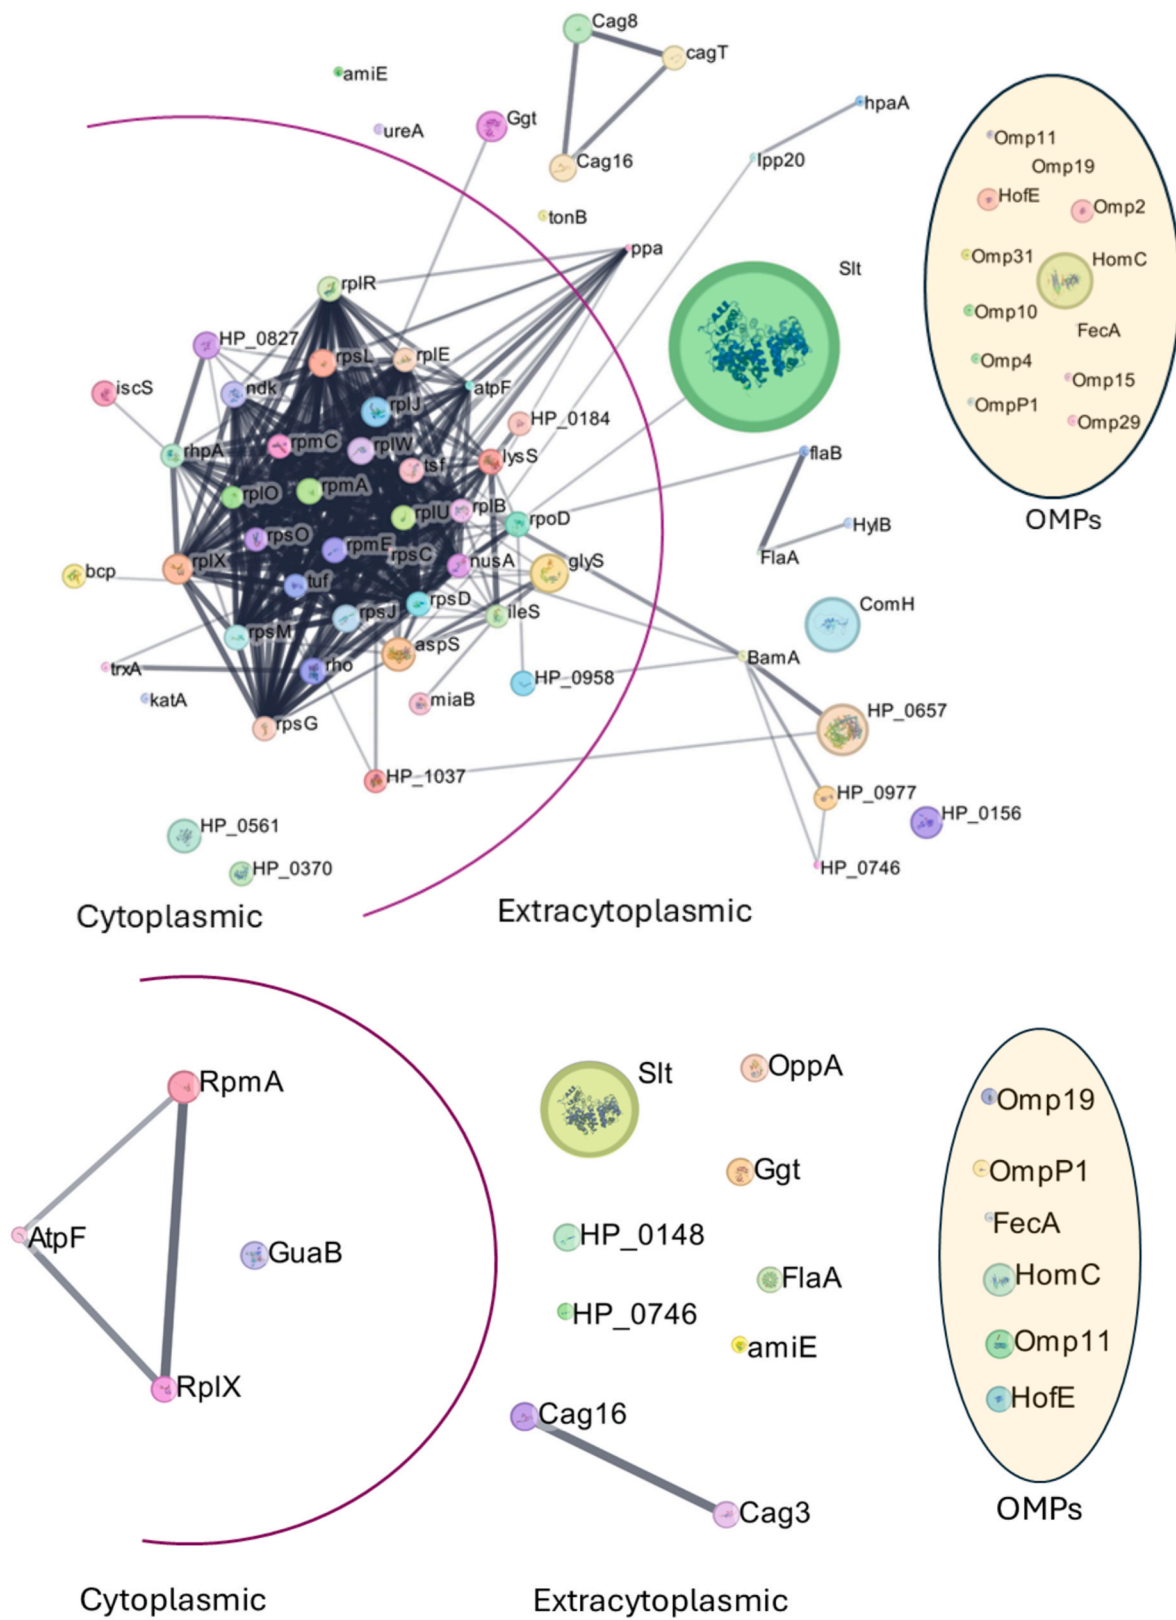 Cag8
cagT
amiE
hpaA
Ggt
ureA
Omp11
lpp20
Cag16
Omp19
HofE
Omp2
tonB
ppa
Omp31
HomC
Slt
rplR
Omp10
FecA
HP_0827
rpsL
rplE
Omp4
Omp15
iscS
ndk
atpF
OmpP1
rplJ
HP_0184
Omp29
rhpA
rpmC
rplW
flaB
tsf
lysS
rplO
rpmA
OMPs
rplU
rplB
rpoD
HylB
rpsO
rpmE
rpsC
FlaA
rplX
nusA
glyS
bcp
tuf
rpsD
ComH
rpsJ
ileS
rpsM
aspS
BamA
trxA
rho
HP_0958
katA
miaB
HP_0657
rpsG
HP_1037
HP_0977
HP_0156
HP_0561
HP_0370
HP_0746
Cytoplasmic
Extracytoplasmic
RpmA
Slt
OppA
Omp19
Ggt
OmpP1
AtpF
HP_0148
FecA
GuaB
FlaA
HomC
HP_0746
amiE
Omp11
RplX
Cag16
HofE
Cag3
OMPs
Cytoplasmic
Extracytoplasmic